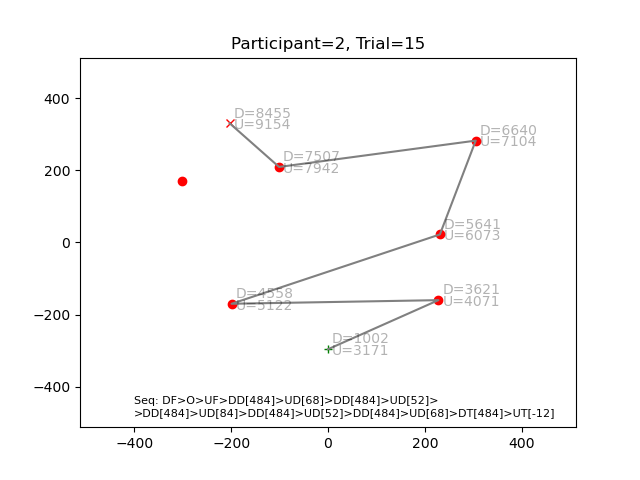 Participant=2, Trial=15
400
200
0
−200
−400
−400
−200
0
200
400
D=8455
U=9154
D=7507
U=7942
D=6640
U=7104
D=5641
U=6073
D=4558
U=5122
D=3621
U=4071
D=1002
U=3171
Seq: DF>O>UF>DD[484]>UD[68]>DD[484]>UD[52]>
>DD[484]>UD[84]>DD[484]>UD[52]>DD[484]>UD[68]>DT[484]>UT[-12]